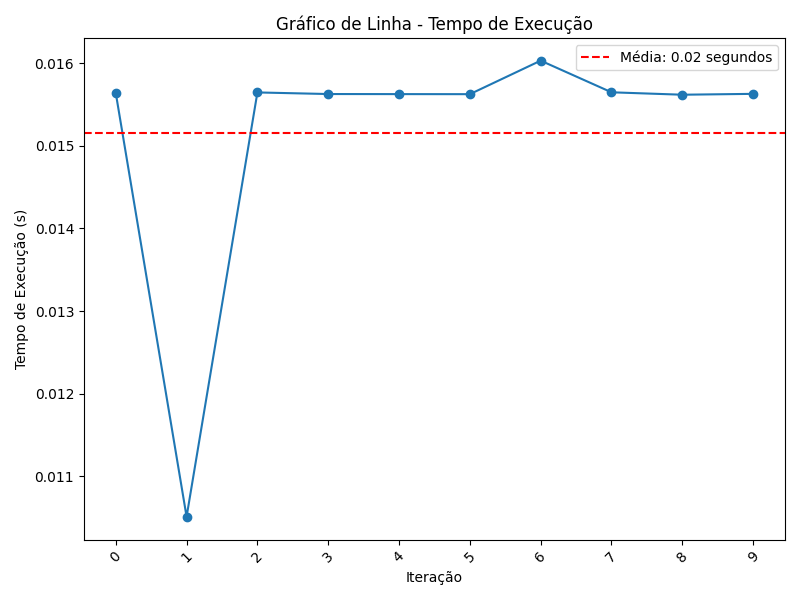 Gráfico de Linha - Tempo de Execução
Média: 0.02 segundos
Tempo de Execução (s)
0.016
0.015
0.014
0.013
0.012
0.011
0 1 2 3 4 5 6 7 8 9
Iteração